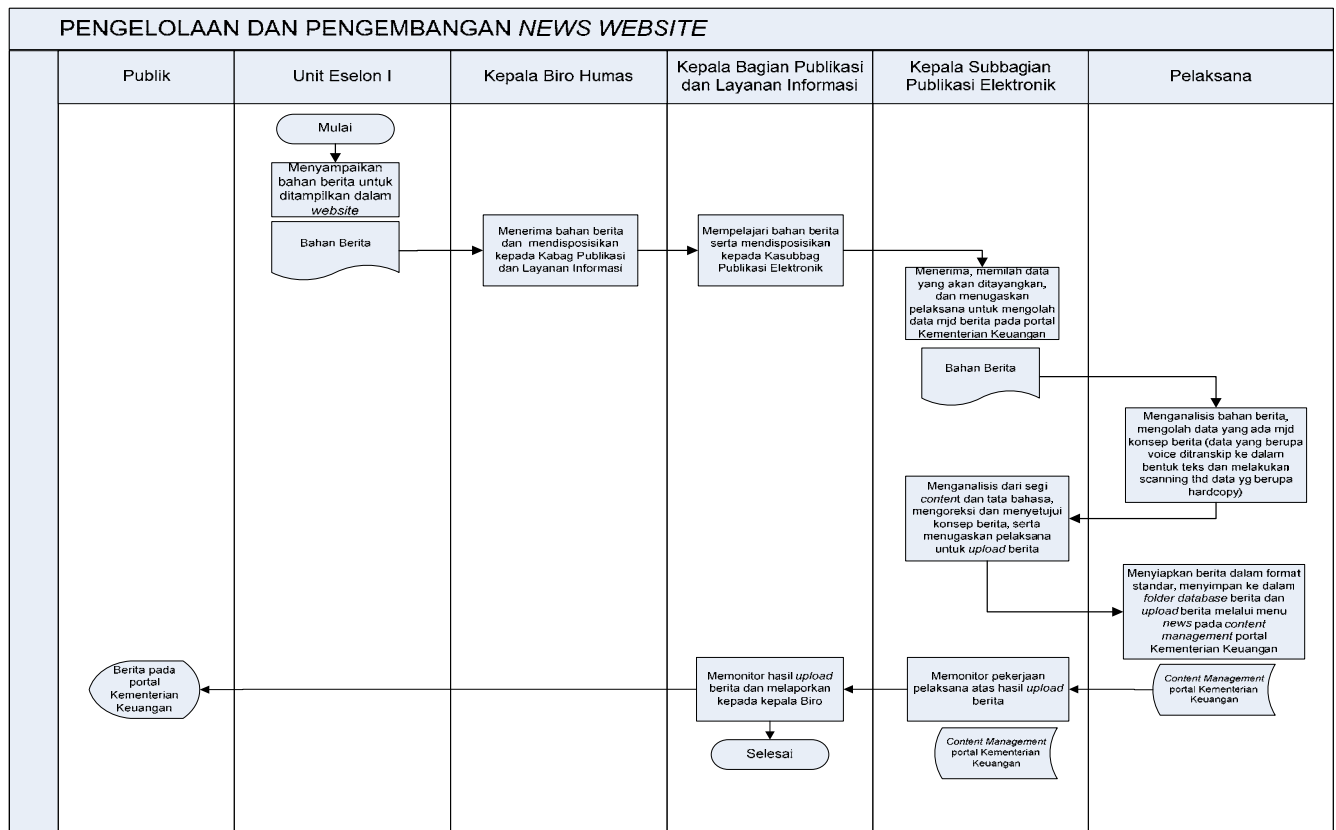 PENGELOLAAN DAN PENGEMBANGAN NEWS WEBSITE
Publik
Unit Eselon I
Kepala Biro Humas
Kepala Bagian Publikasi
dan Layanan Informasi
Kepala Subbagian
Publikasi Elektronik
Pelaksana
Mulai
Menyampaikan
bahan berita untuk
ditampilkan dalam
website
Bahan Berita
Menerima bahan berita
dan mendisposisikan
kepada Kabag Publikasi
dan Layanan Informasi
Mempelajari bahan berita
serta mendisposisikan
kepada Kasubbag
Publikasi Elektronik
Menerima, memilah data
yang akan ditayangkan,
dan menugaskan
pelaksana untuk mengolah
data mjd berita pada portal
Kementerian Keuangan
Bahan Berita
Menganalisis bahan berita,
mengolah data yang ada mjd
konsep berita (data yang berupa
voice ditranskip ke dalam
bentuk teks dan melakukan
scanning thd data yg berupa
hardcopy)
Menganalisis dari segi
content dan tata bahasa,
mengoreksi dan menyetujui
konsep berita, serta
menugaskan pelaksana
untuk upload berita
Menyiapkan berita dalam format
standar, menyimpan ke dalam
folder database berita dan
upload berita melalui menu
news pada content
management portal
Kementerian Keuangan
Content Management
portal Kementerian
Keuangan
Memonitor pekerjaan
pelaksana atas hasil upload
berita
Content Management
portal Kementerian
Keuangan
Memonitor hasil upload
berita dan melaporkan
kepada kepala Biro
Selesai
Berita pada
portal
Kementerian
Keuangan